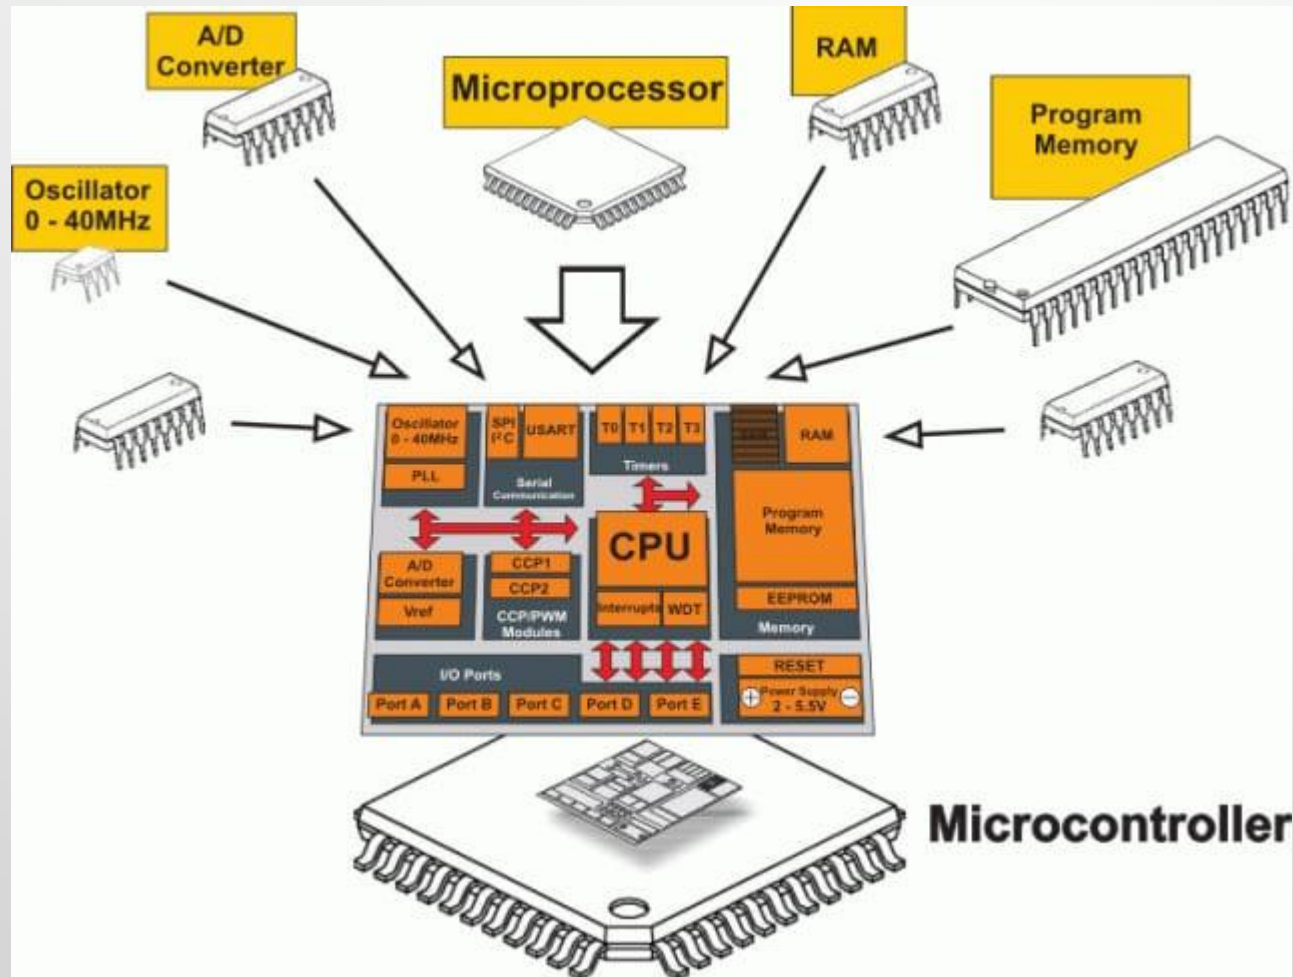 A/D
Converter
Microprocessor
RAM
Program
Memory
Oscillator
0 - 40MHz
Oscillator
0 - 40MHz
PLL
SPI
I²C
USART
Serial
Communication
T0
T1
T2
T3
Timers
RAM
Program
Memory
EEPROM
Memory
A/D
Converter
Vref
CCP1
CCP2
CCP/PWM
Modules
CPU
Interrupts
WDT
I/O Ports
Port A
Port B
Port C
Port D
Port E
RESET
+
Power Supply
2 - 5.5V
−
Microcontroller